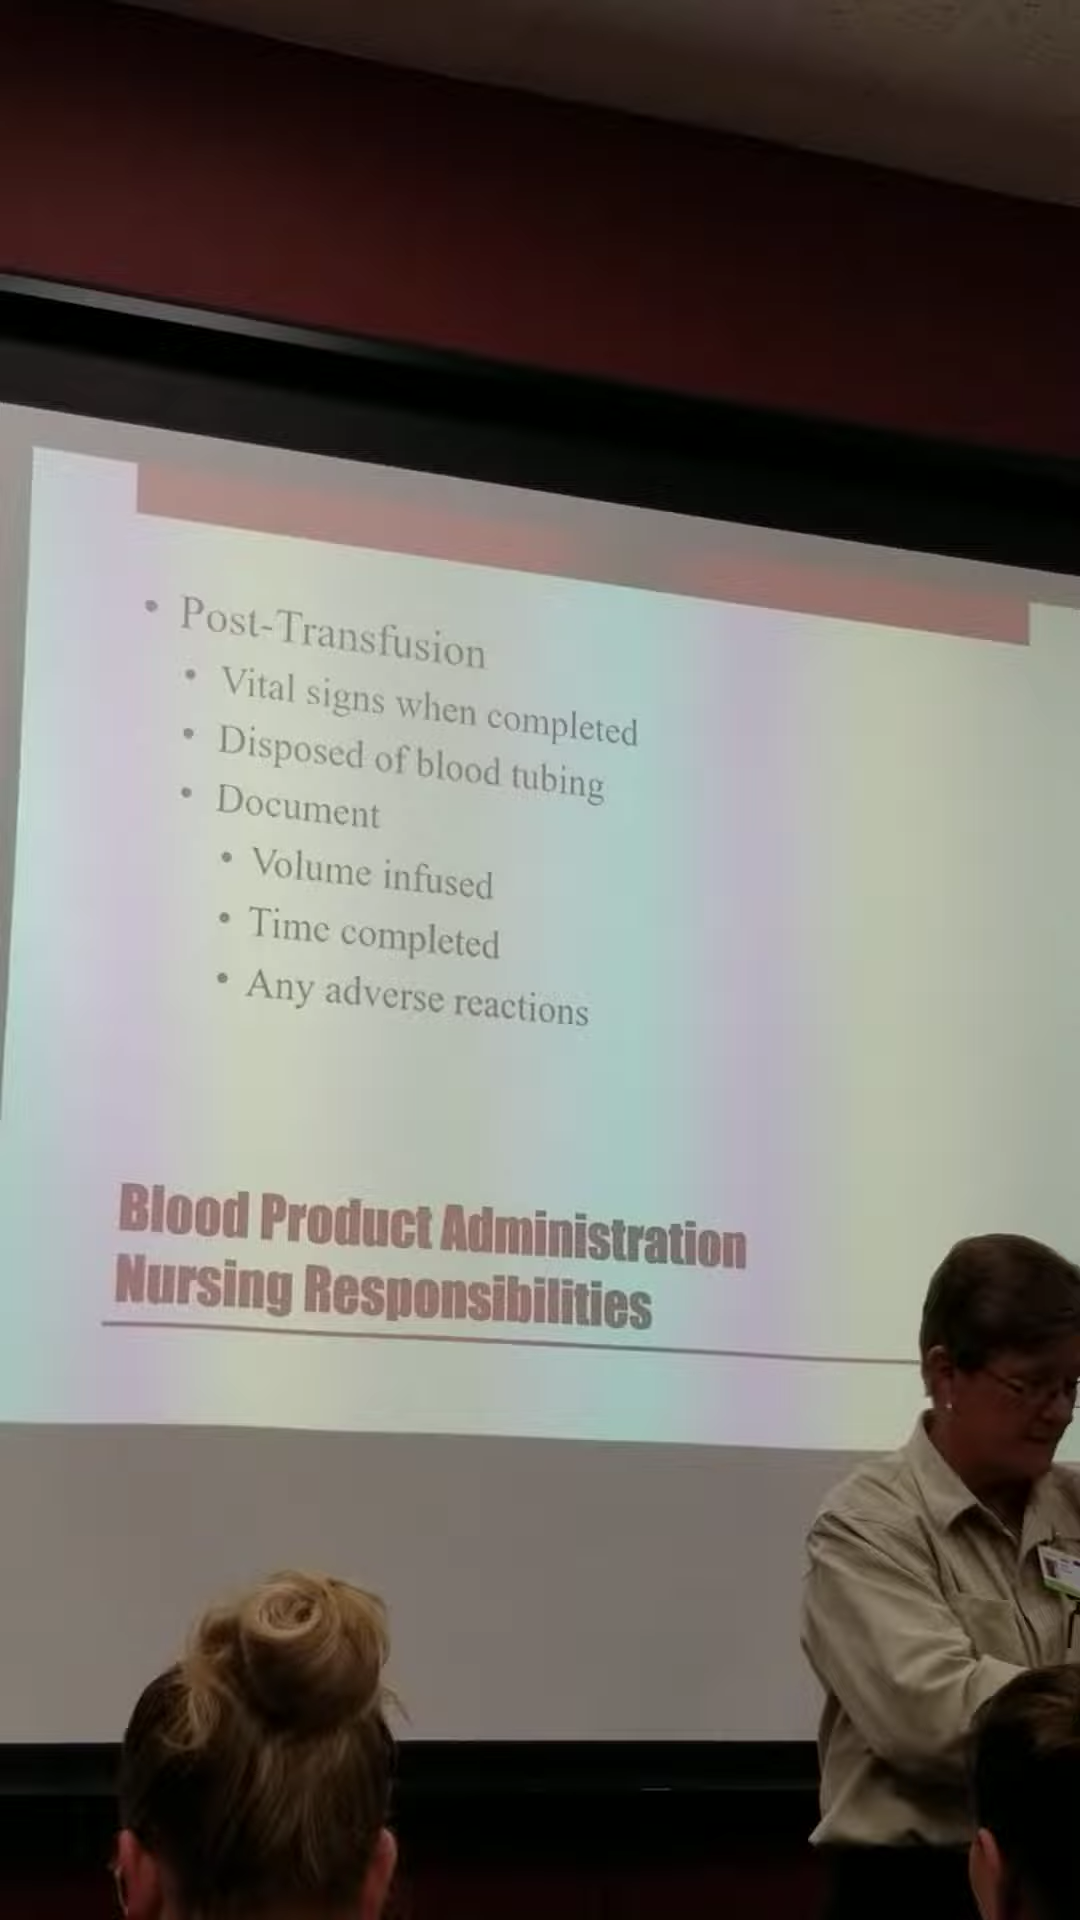 • Post-Transfusion
• Vital signs when completed
• Disposed of blood tubing
• Document
• Volume infused
• Time completed
• Any adverse reactions
Blood Product Administration
Nursing Responsibilities